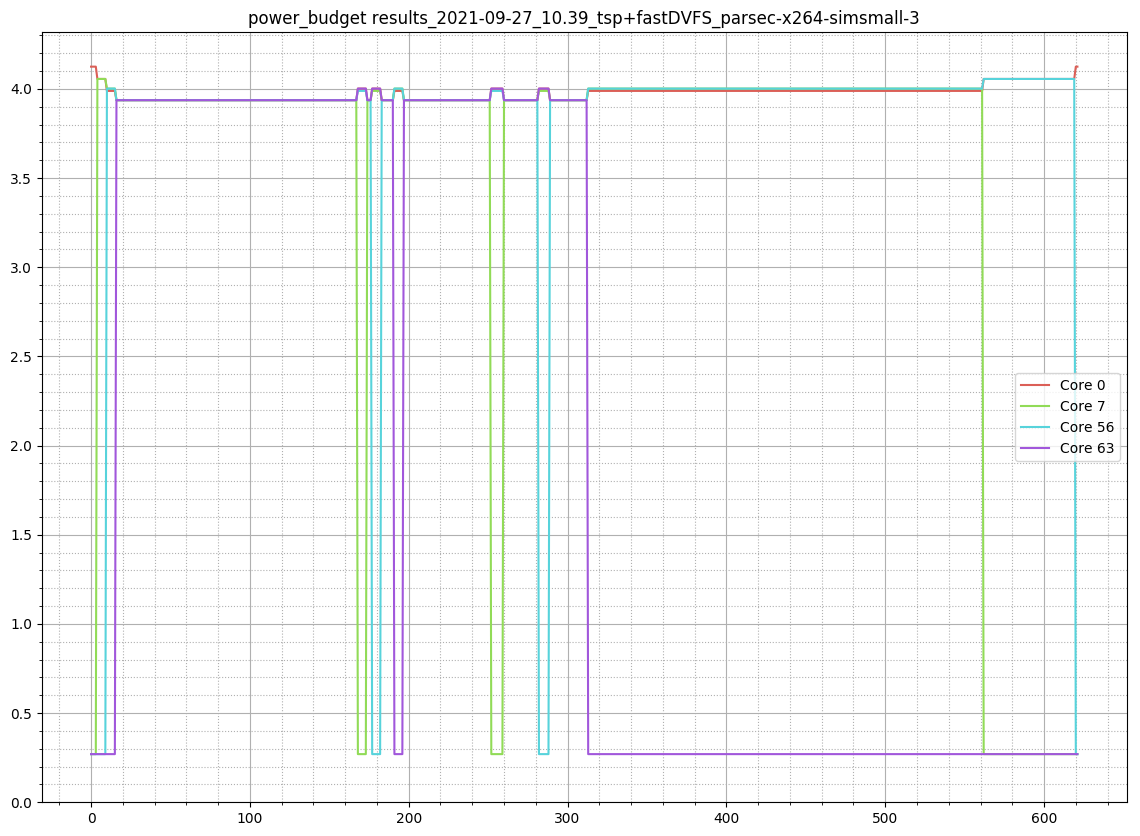 power_budget results_2021-09-27_10.39_tsp+fastDVFS_parsec-x264-simsmall-3
4.0
3.5
3.0
2.5
2.0
1.5
1.0
0.5
0.0
Core 0
Core 7
Core 56
Core 63
0 100 200 300 400 500 600